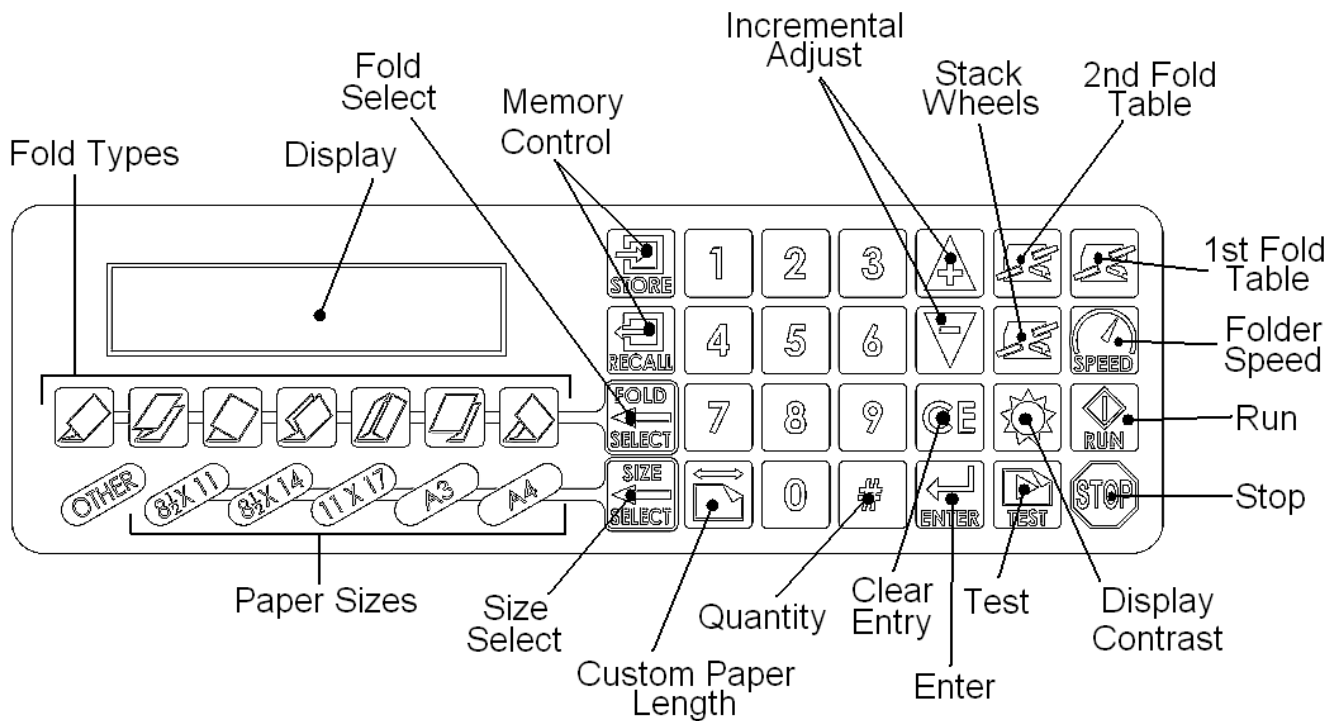 Incremental
Adjust
Fold
Select
Stack
Wheels
2nd Fold
Table
Memory
Control
Fold Types
Display
1st Fold
Table
Folder
Speed
Run
Stop
STORE
1
2
3
+
RECALL
4
5
6
-
SPEED
FOLD
SELECT
7
8
9
CE
RUN
OTHER
8½X 11
8½X 14
11 X 17
A3
A4
SIZE
SELECT
0
#
ENTER
TEST
STOP
Paper Sizes
Size
Select
Custom Paper
Length
Quantity
Clear
Entry
Enter
Test
Display
Contrast